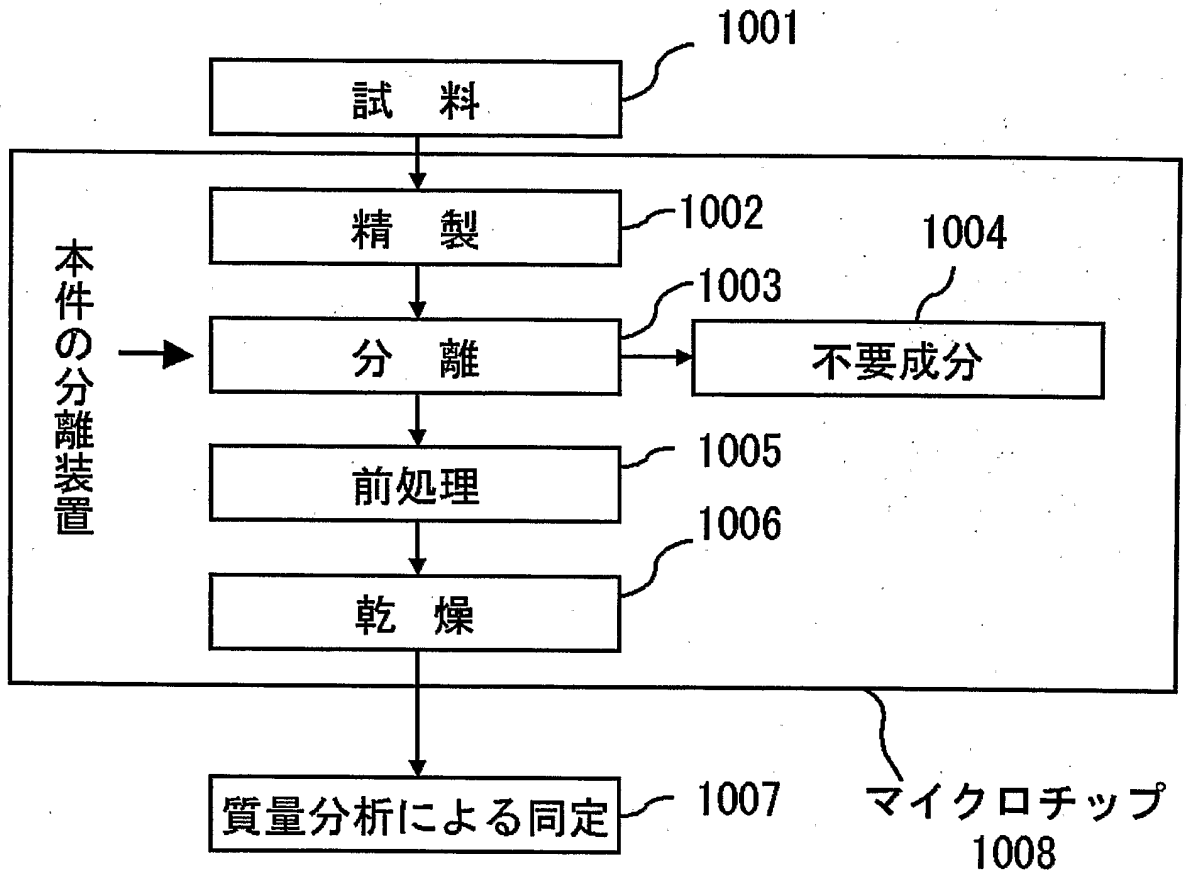 1001
試 料
精 製
1002
1004
本件の分離装置
1003
分 離
不要成分
1005
前処理
1006
乾 燥
質量分析による同定
1007
マイクロチップ
1008